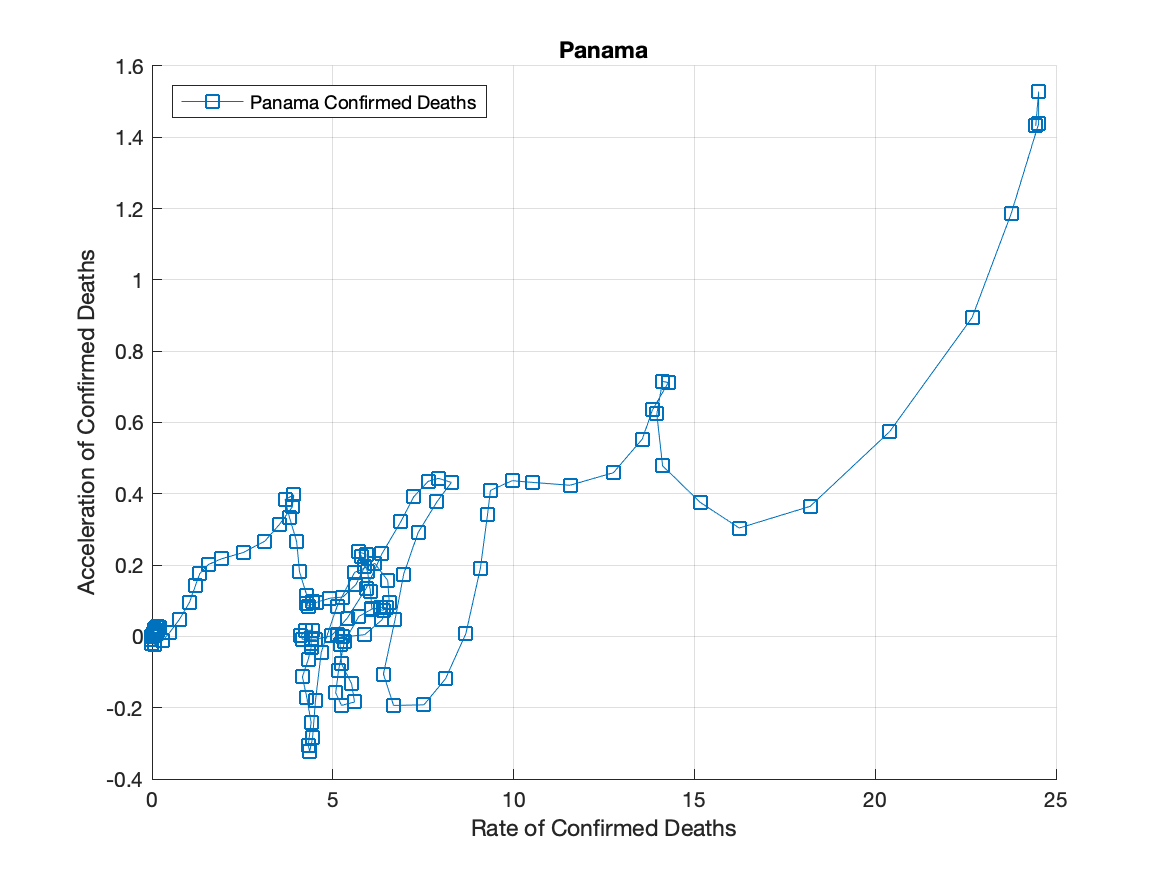 Panama
Panama Confirmed Deaths
1.6
1.4
1.2
1
0.8
0.6
0.4
0.2
0
-0.2
-0.4
Acceleration of Confirmed Deaths
0 5 10 15 20 25
Rate of Confirmed Deaths